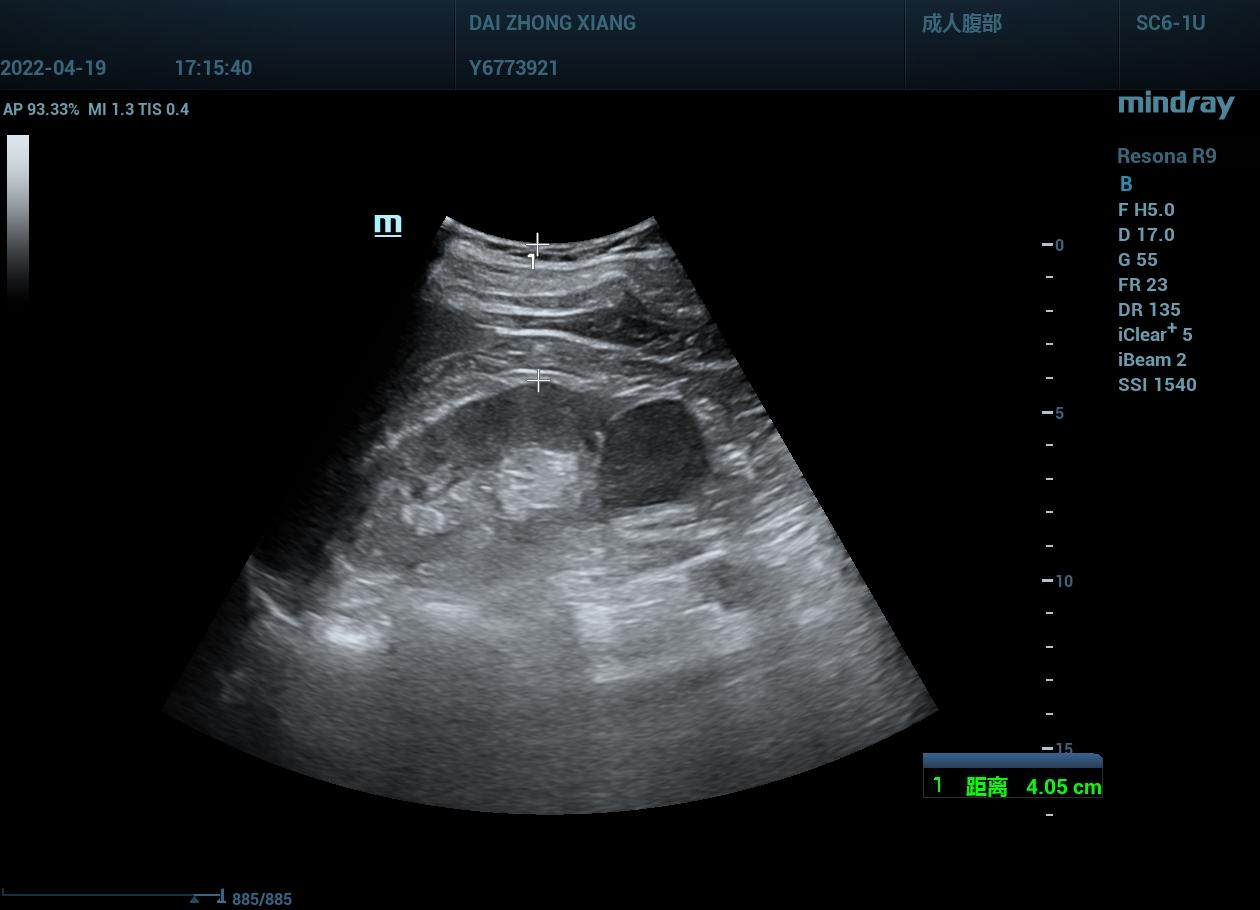 DAI ZHONG XIANG
成人腹部
SC6-1U
2022-04-19
17:15:40
Y6773921
AP 93.33% MI 1.3 TIS 0.4
mindray
Resona R9
B
F H5.0
D 17.0
G 55
FR 23
DR 135
iClear+ 5
iBeam 2
SSI 1540
m
1
0
5
10
15
1 距离 4.05 cm
885/885